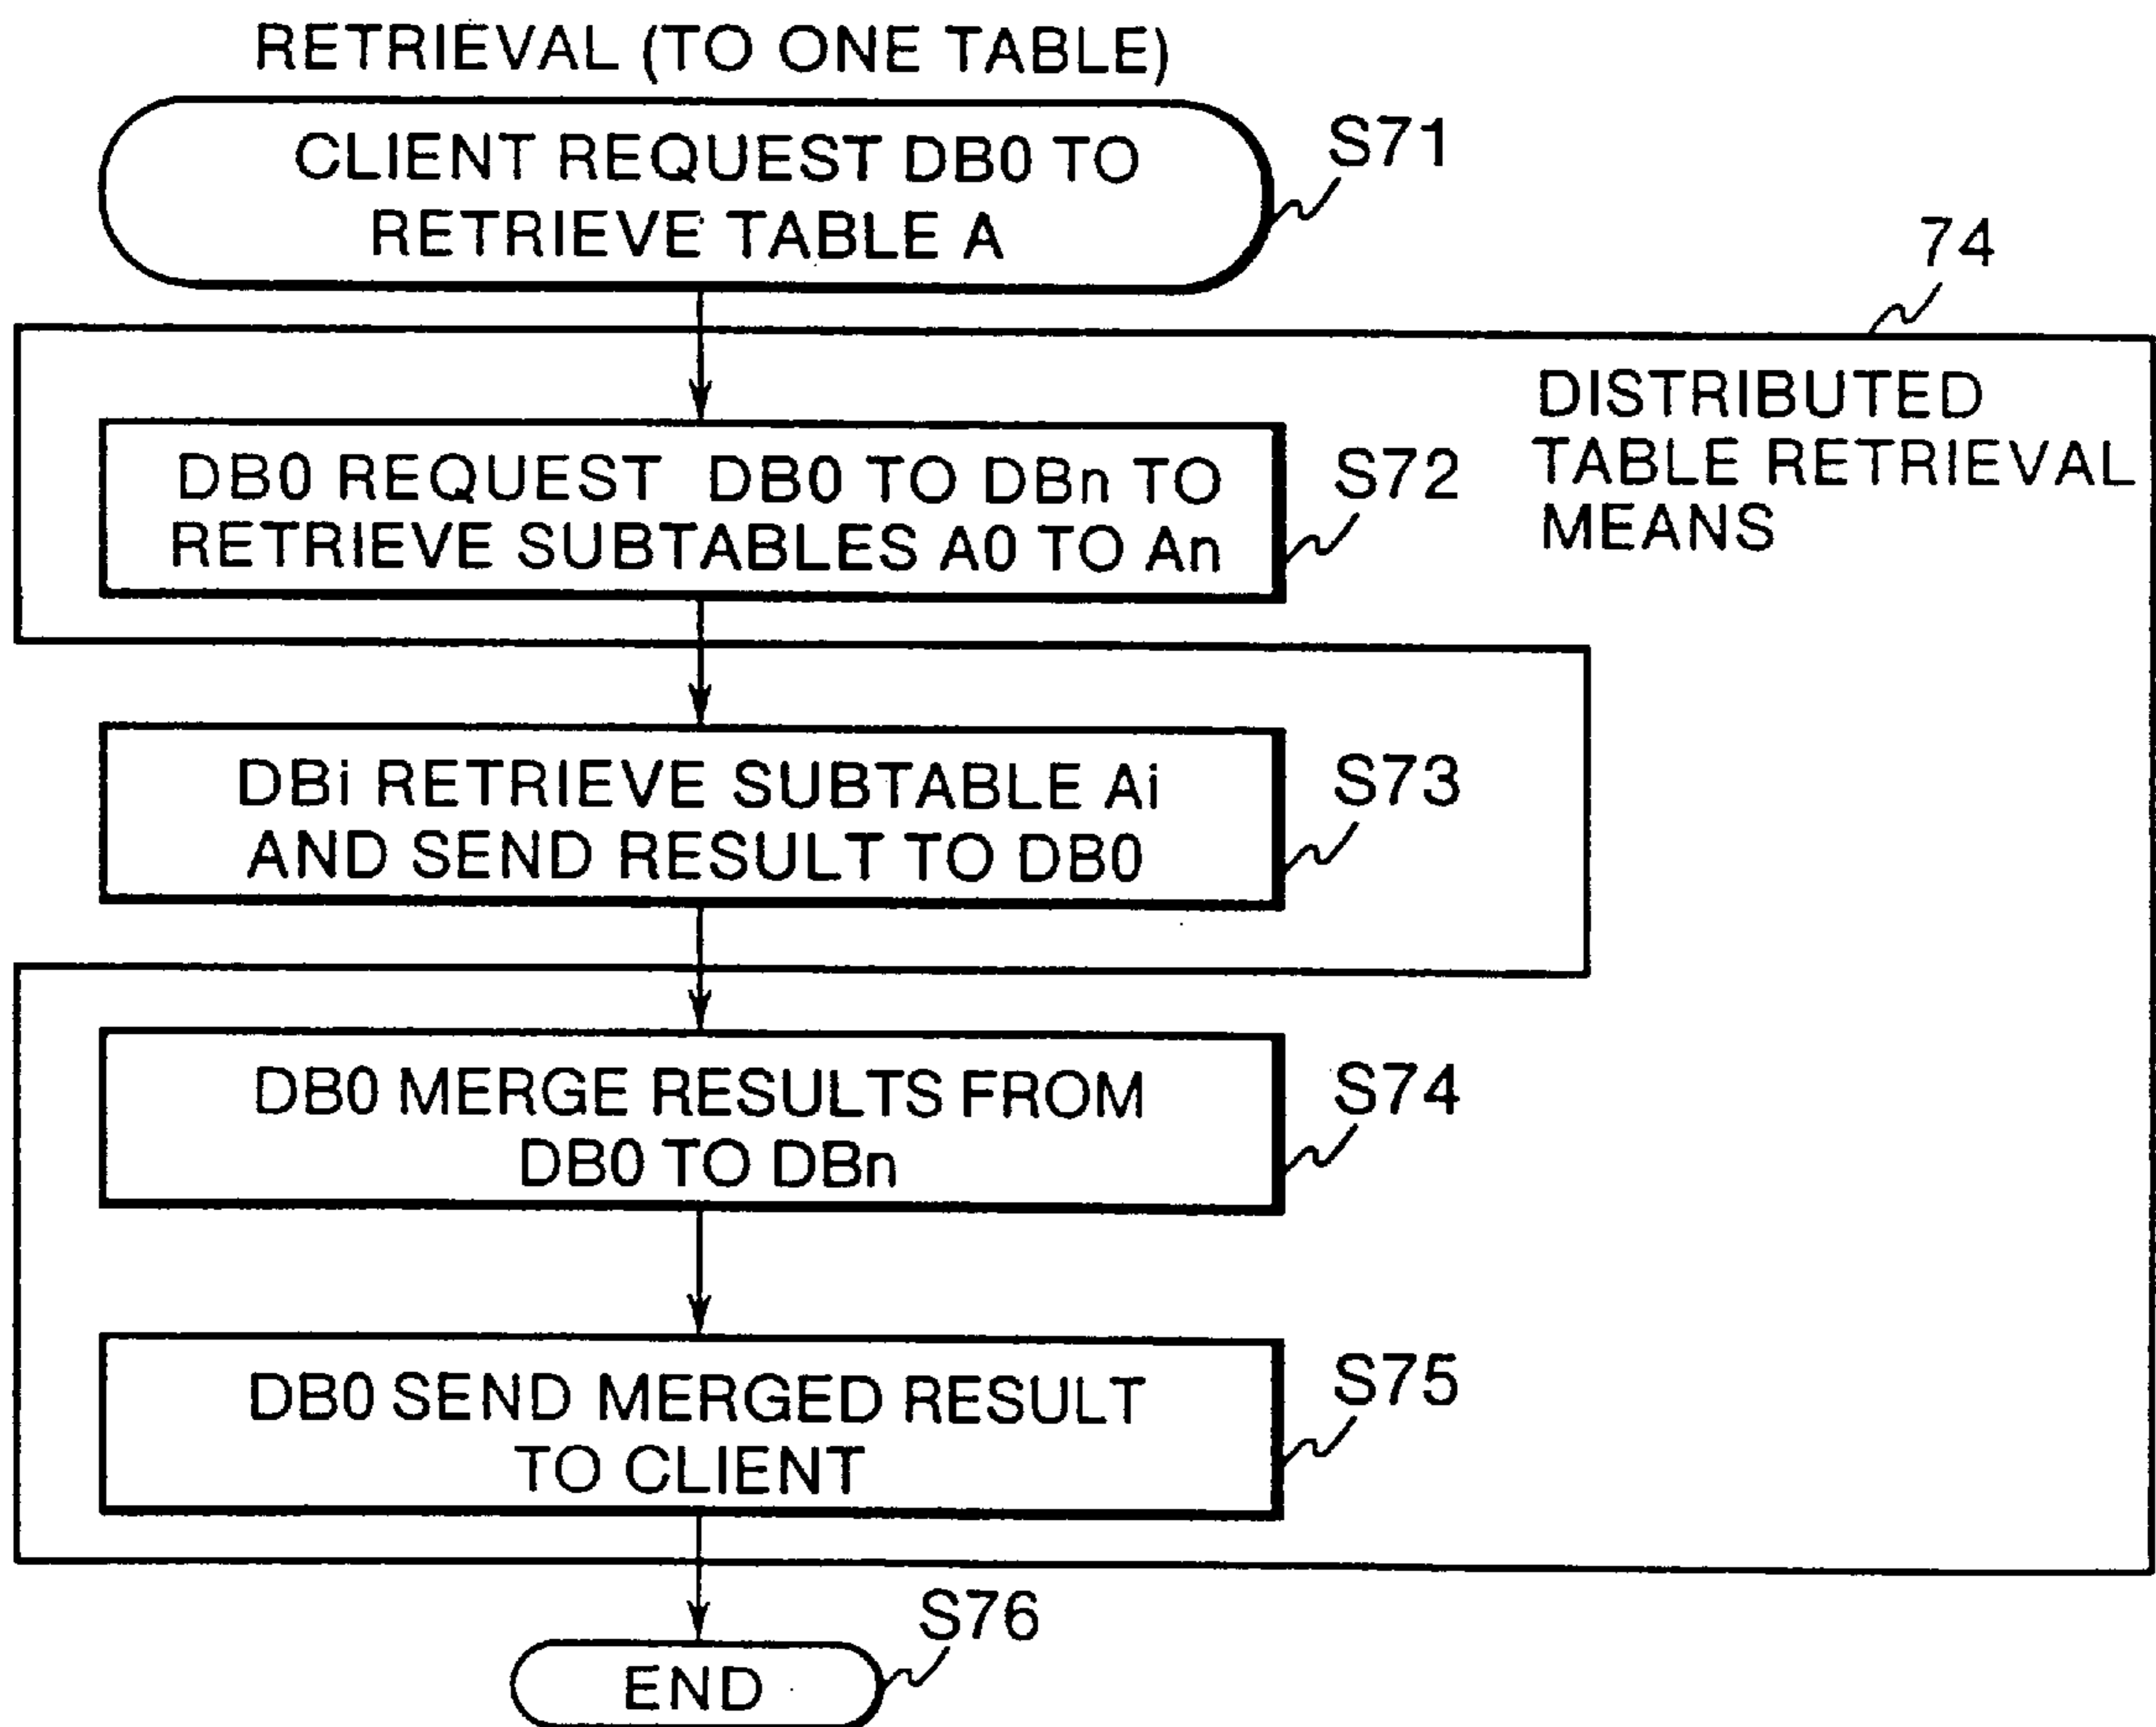 RETRIEVAL (TO ONE TABLE)
CLIENT REQUEST DB0 TO
RETRIEVE TABLE A
S71
74
DISTRIBUTED
TABLE RETRIEVAL
MEANS
DB0 REQUEST DB0 TO DBn TO
RETRIEVE SUBTABLES A0 TO An
S72
DBi RETRIEVE SUBTABLE Ai
AND SEND RESULT TO DB0
S73
DB0 MERGE RESULTS FROM
DB0 TO DBn
S74
DB0 SEND MERGED RESULT
TO CLIENT
S75
S76
END